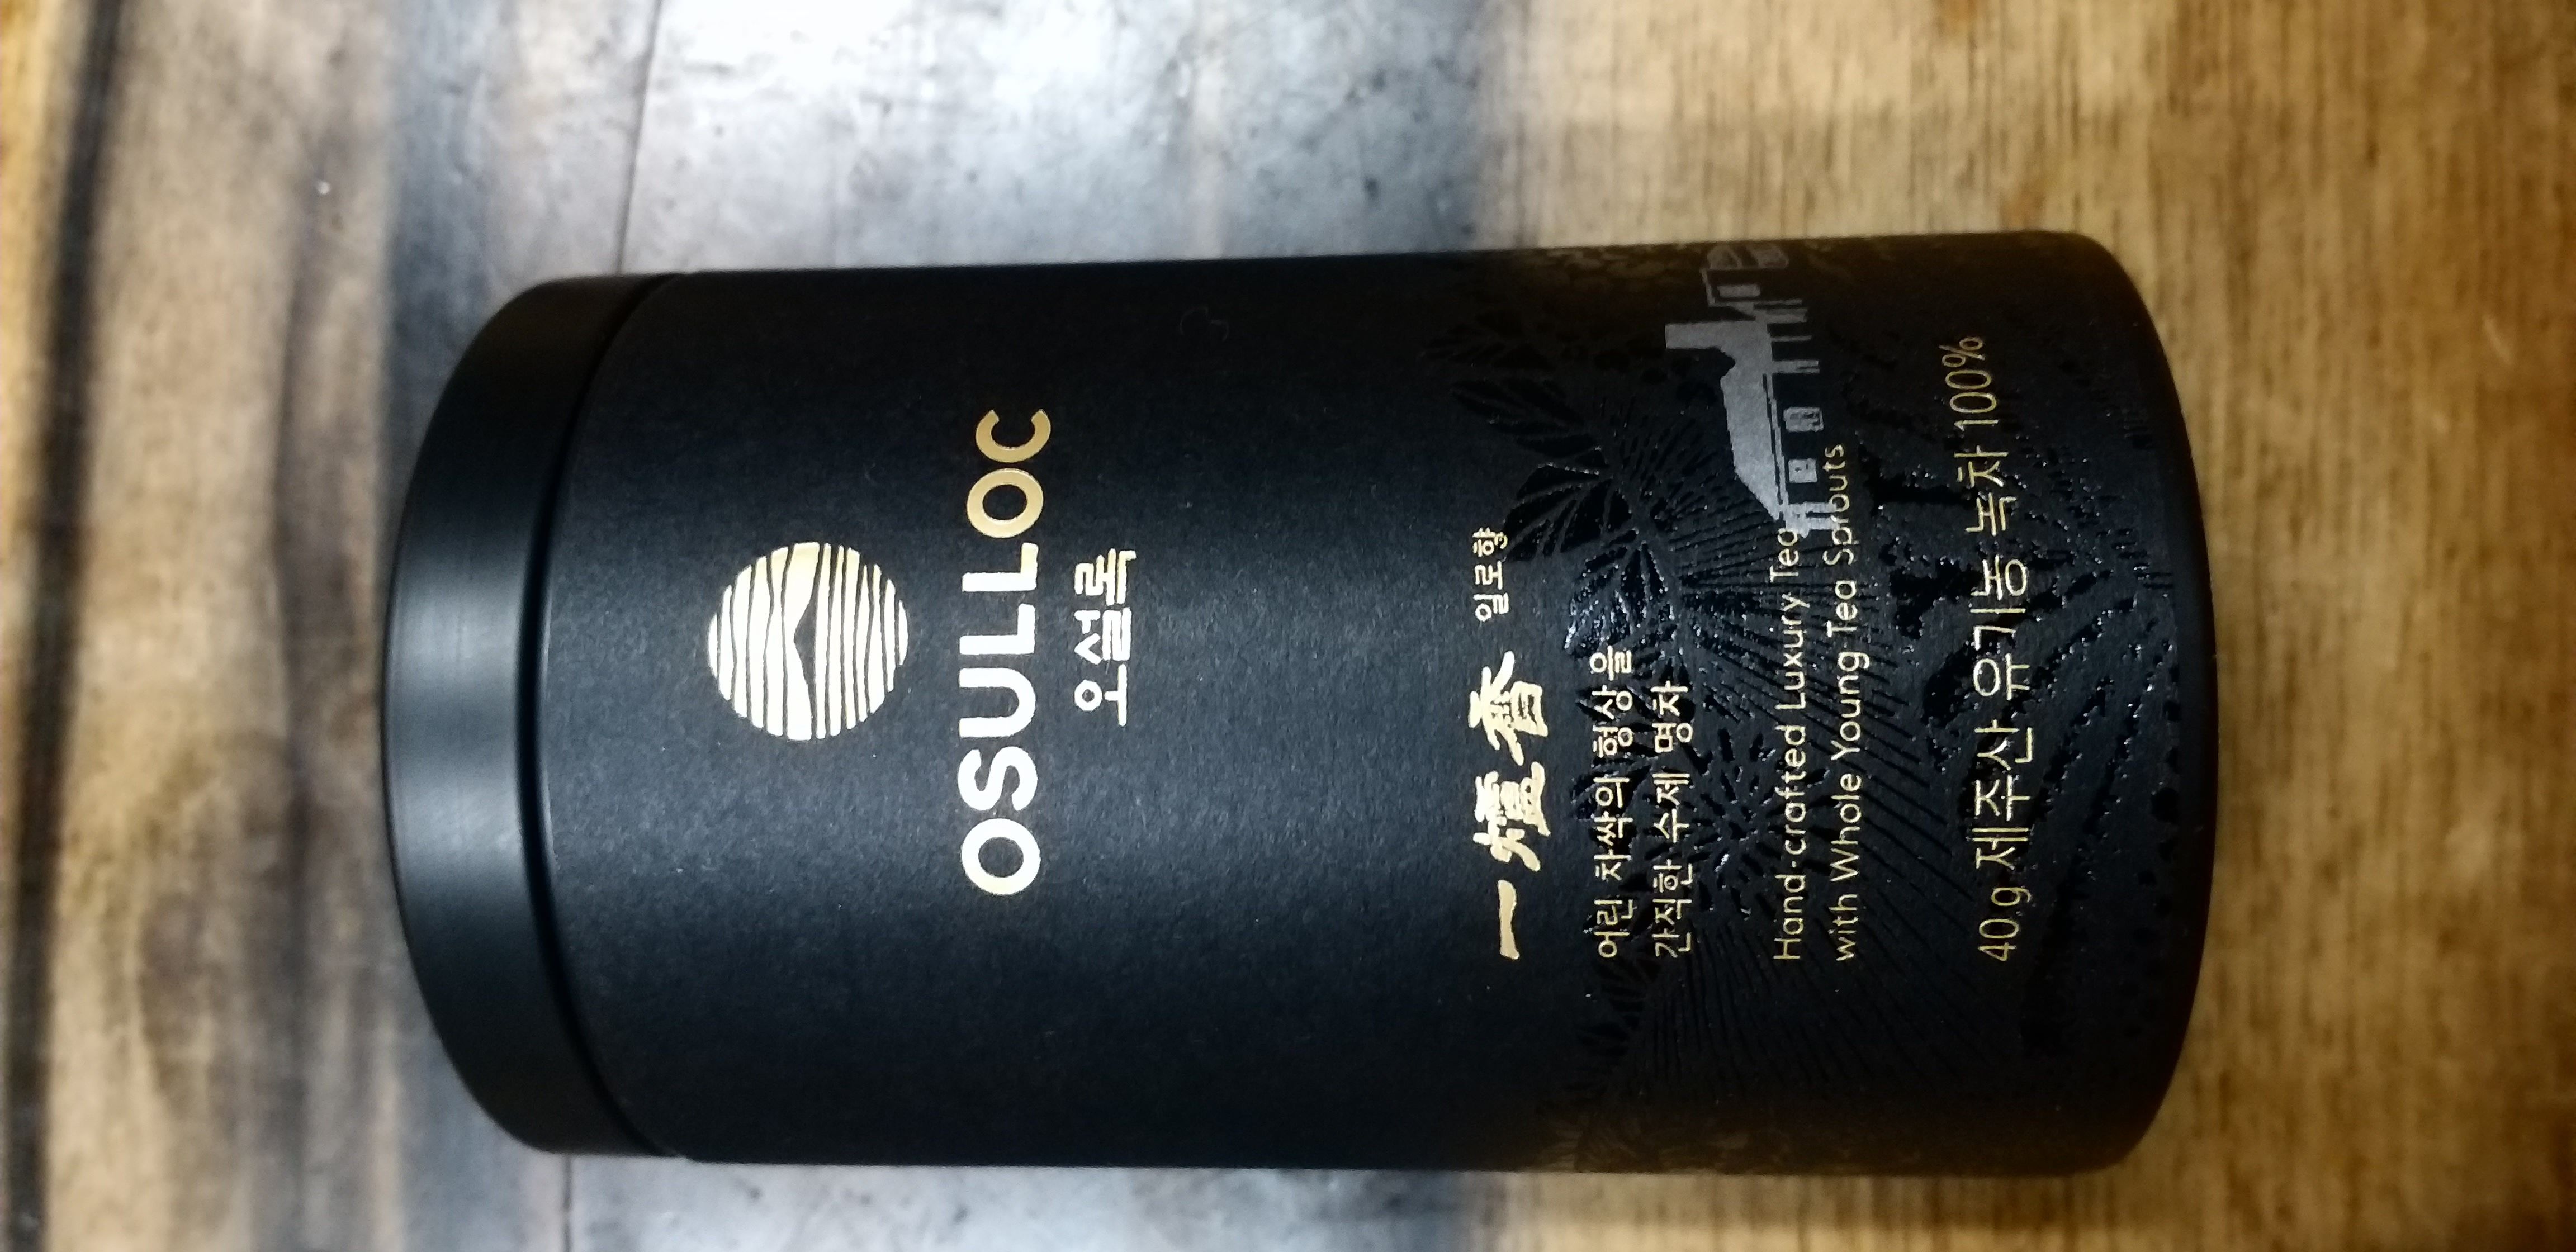 OSULLOC
오설록
一爐香 일로향
어린 차싹의 형상을
간직한 수제 명차
Hand-crafted Luxury Tea
with Whole Young Tea Sprouts
40g 제주산 유기농 녹차 100%